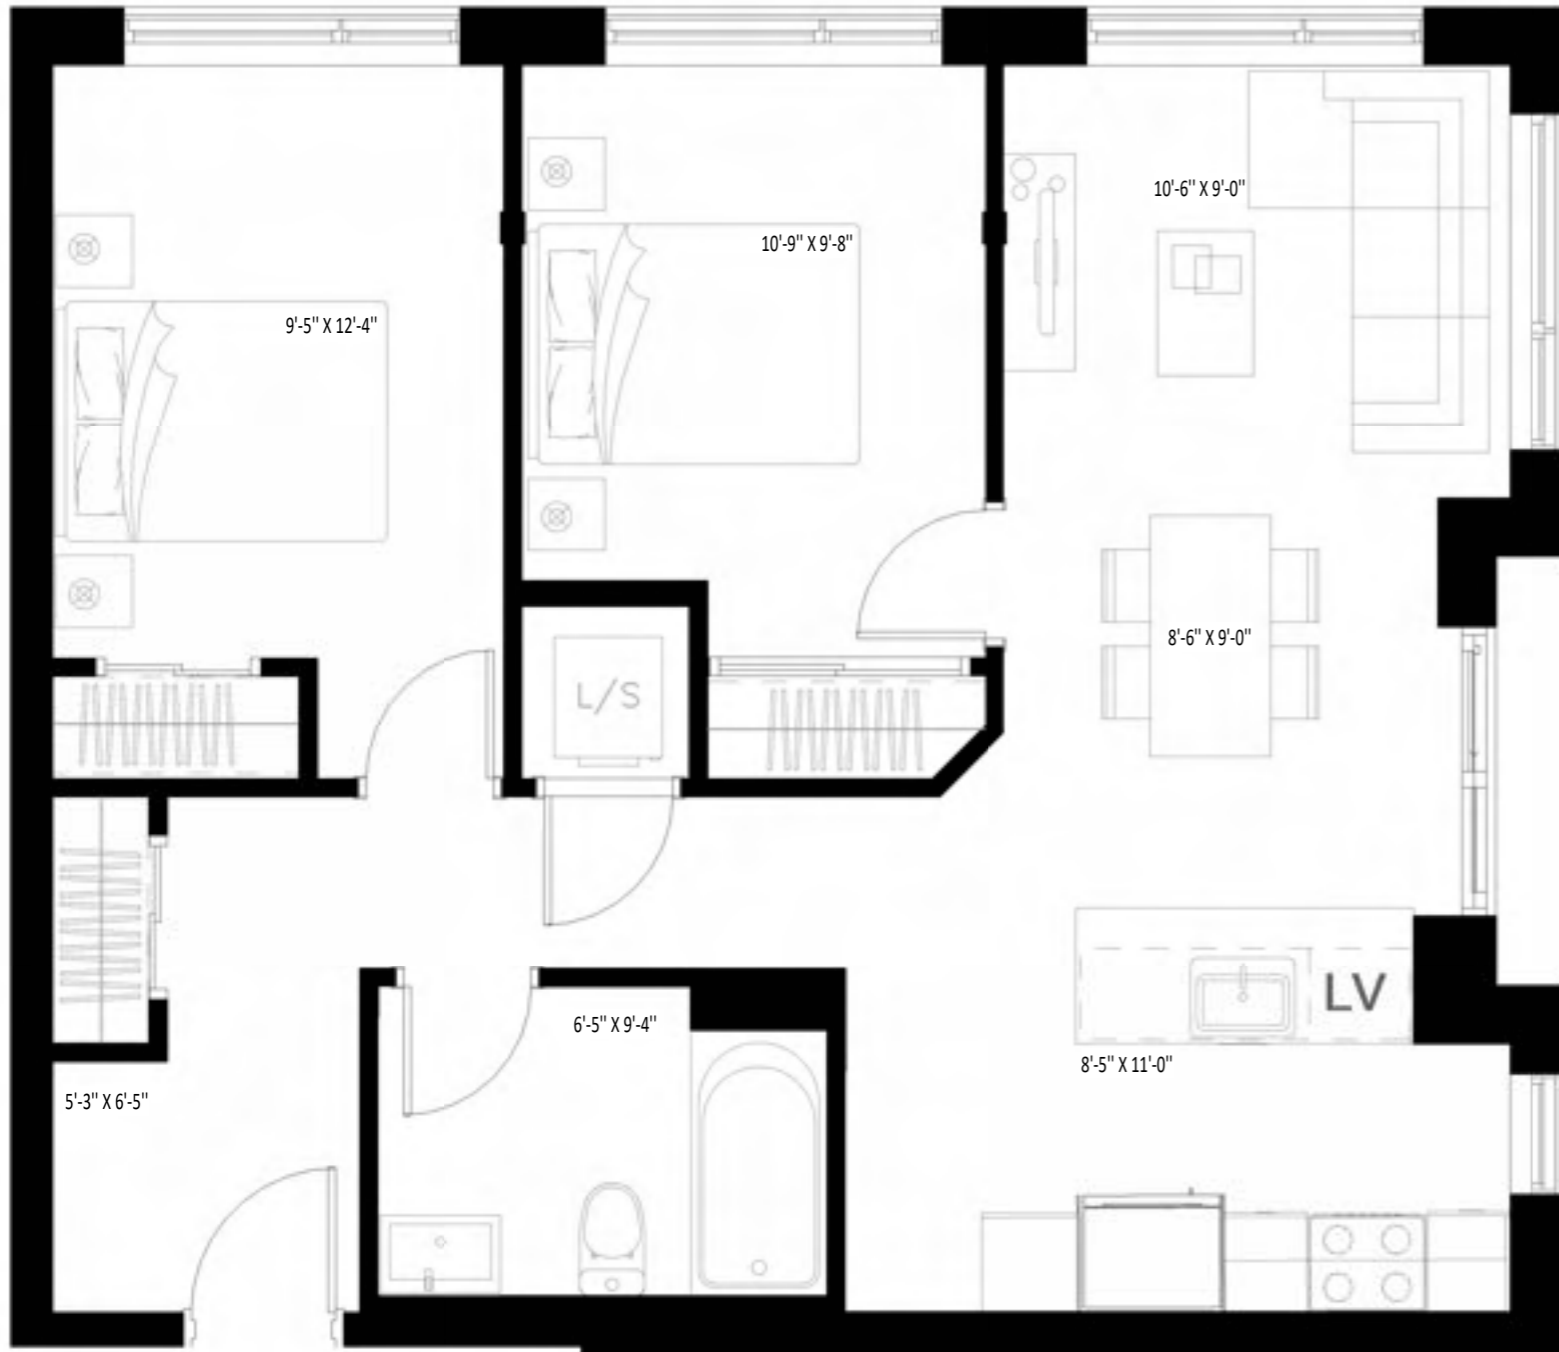 10'-6" X 9'-0"
10'-9" X 9'-8"
9'-5" X 12'-4"
8'-6" X 9'-0"
L/S
LV
6'-5" X 9'-4"
8'-5" X 11'-0"
5'-3" X 6'-5"